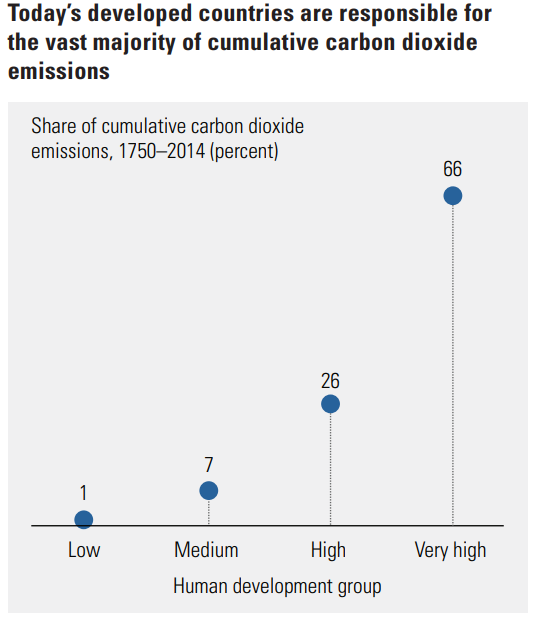 Today’s developed countries are responsible for
the vast majority of cumulative carbon dioxide
emissions
Share of cumulative carbon dioxide
emissions, 1750–2014 (percent)
66
26
7
1
Low Medium High Very high
Human development group